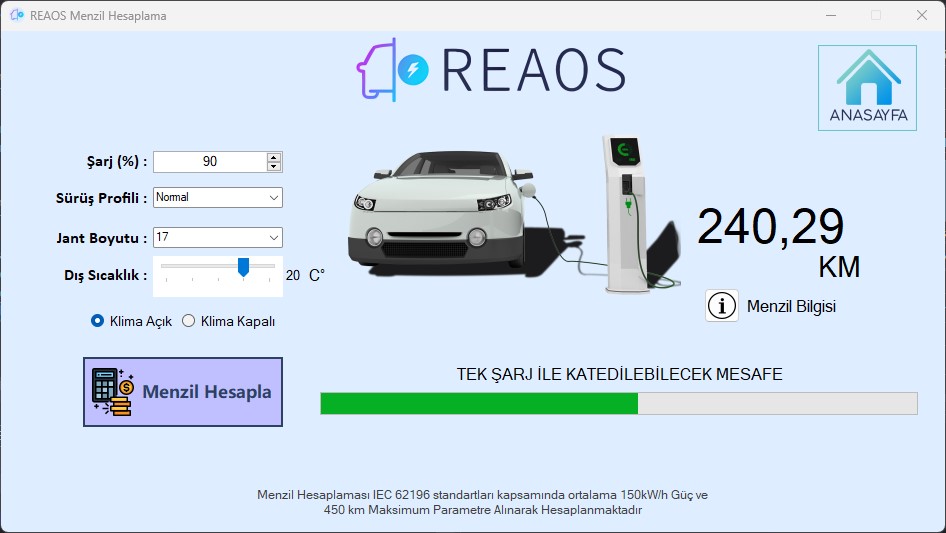 REAOS Menzil Hesaplama
REAOS
ANASAYFA
Şarj (%) : 90
Sürüş Profili : Normal
Jant Boyutu : 17
Dış Sıcaklık : 20 C°
Klima Açık Klima Kapalı
Menzil Hesapla
240,29
KM
Menzil Bilgisi
TEK ŞARJ İLE KATEDİLEBİLECEK MESAFE
Menzil Hesaplaması IEC 62196 standartları kapsamında ortalama 150kW/h Güç ve
450 km Maksimum Parametre Alınarak Hesaplanmaktadır